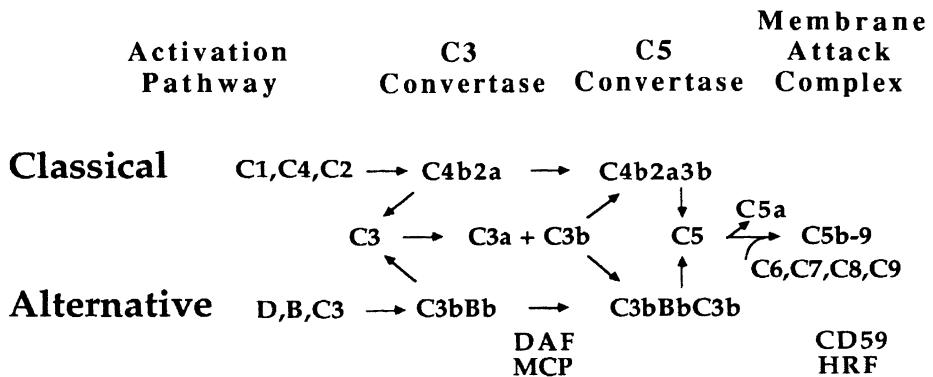 Activation Pathway
C3 Convertase
C5 Convertase
Membrane Attack Complex
Classical C1,C4,C2 → C4b2a → C4b2a3b
C5a
C3 → C3a + C3b C5 → C5b-9
C6,C7,C8,C9
Alternative D,B,C3 → C3bBb → C3bBbC3b
DAF CD59
MCP HRF